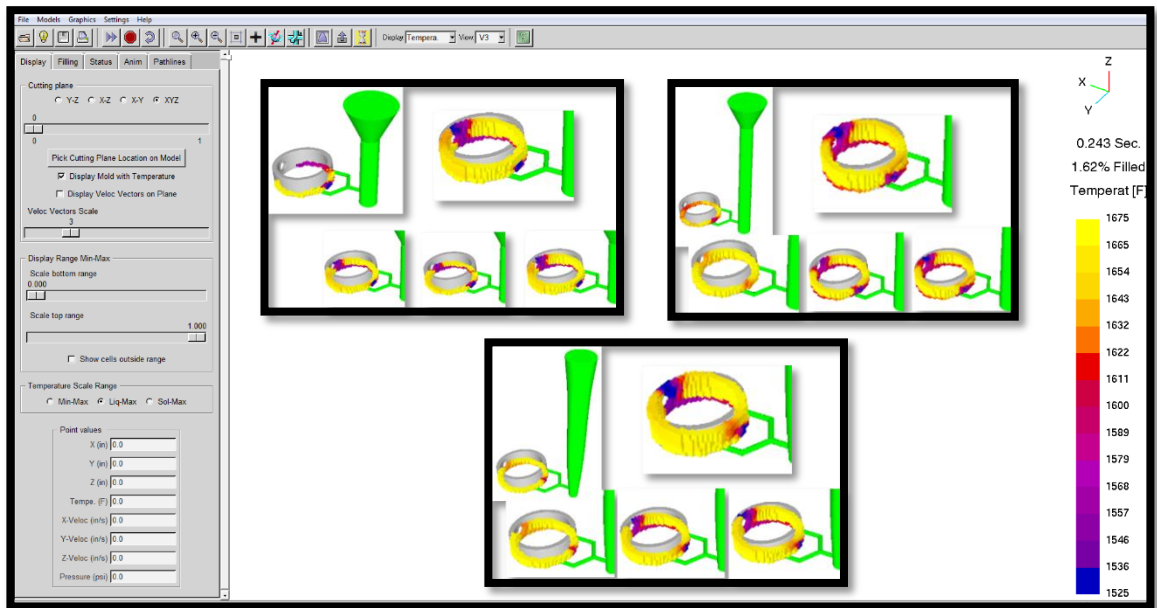 File Models Graphics Settings Help
Display: Tempera. View: V3
Display Filling Status Anim Pathlines
Cutting plane
Y-Z X-Z X-Y XYZ
0
0 1
Pick Cutting Plane Location on Model
Display Mold with Temperature
Display Veloc Vectors on Plane
Veloc Vectors Scale
3
Display Range Min-Max
Scale bottom range
0.000
Scale top range
1.000
Show cells outside range
Temperature Scale Range
Min-Max Liq-Max Sol-Max
Point values
X (in) 0.0
Y (in) 0.0
Z (in) 0.0
Tempe. (F) 0.0
X-Veloc (in/s) 0.0
Y-Veloc (in/s) 0.0
Z-Veloc (in/s) 0.0
Pressure (psi) 0.0
Z
X
Y
0.243 Sec.
1.62% Filled
Temperat [F]
1675
1665
1654
1643
1632
1622
1611
1600
1589
1579
1568
1557
1546
1536
1525